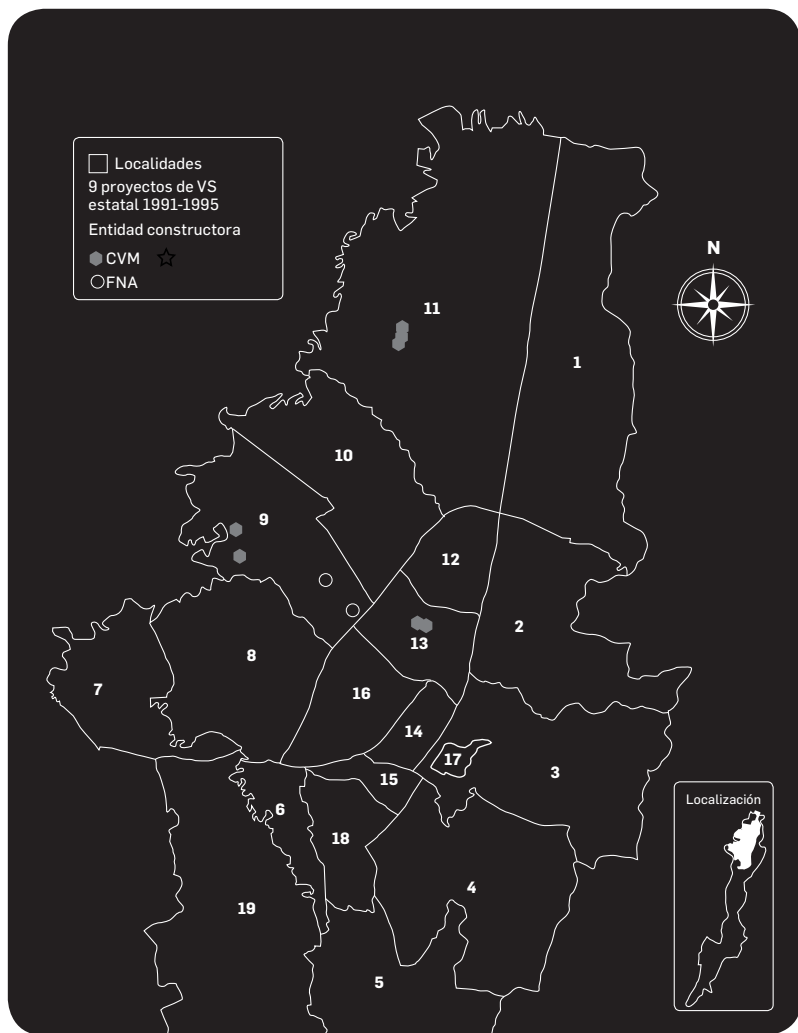 Localidades
9 proyectos de VS
estatal 1991-1995
Entidad constructora
CVM
FNA
N
11
1
10
9
12
2
13
8
16
7
14
17
3
15
6
18
4
19
5
Localización